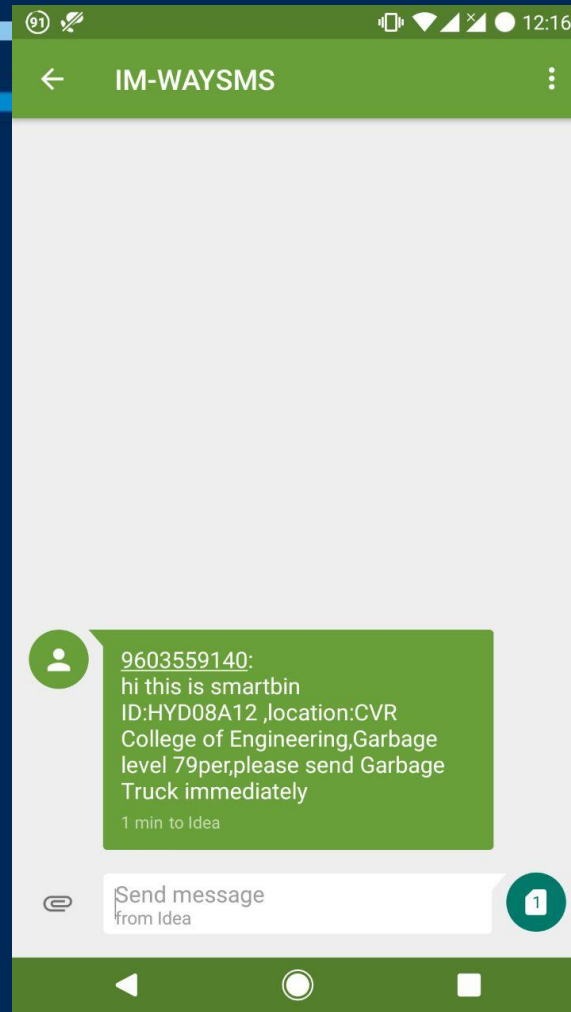 91
12:16
IM-WAYSMS
9603559140:
hi this is smartbin
ID:HYD08A12 ,location:CVR
College of Engineering,Garbage
level 79per,please send Garbage
Truck immediately
1 min to Idea
Send message
from Idea
1